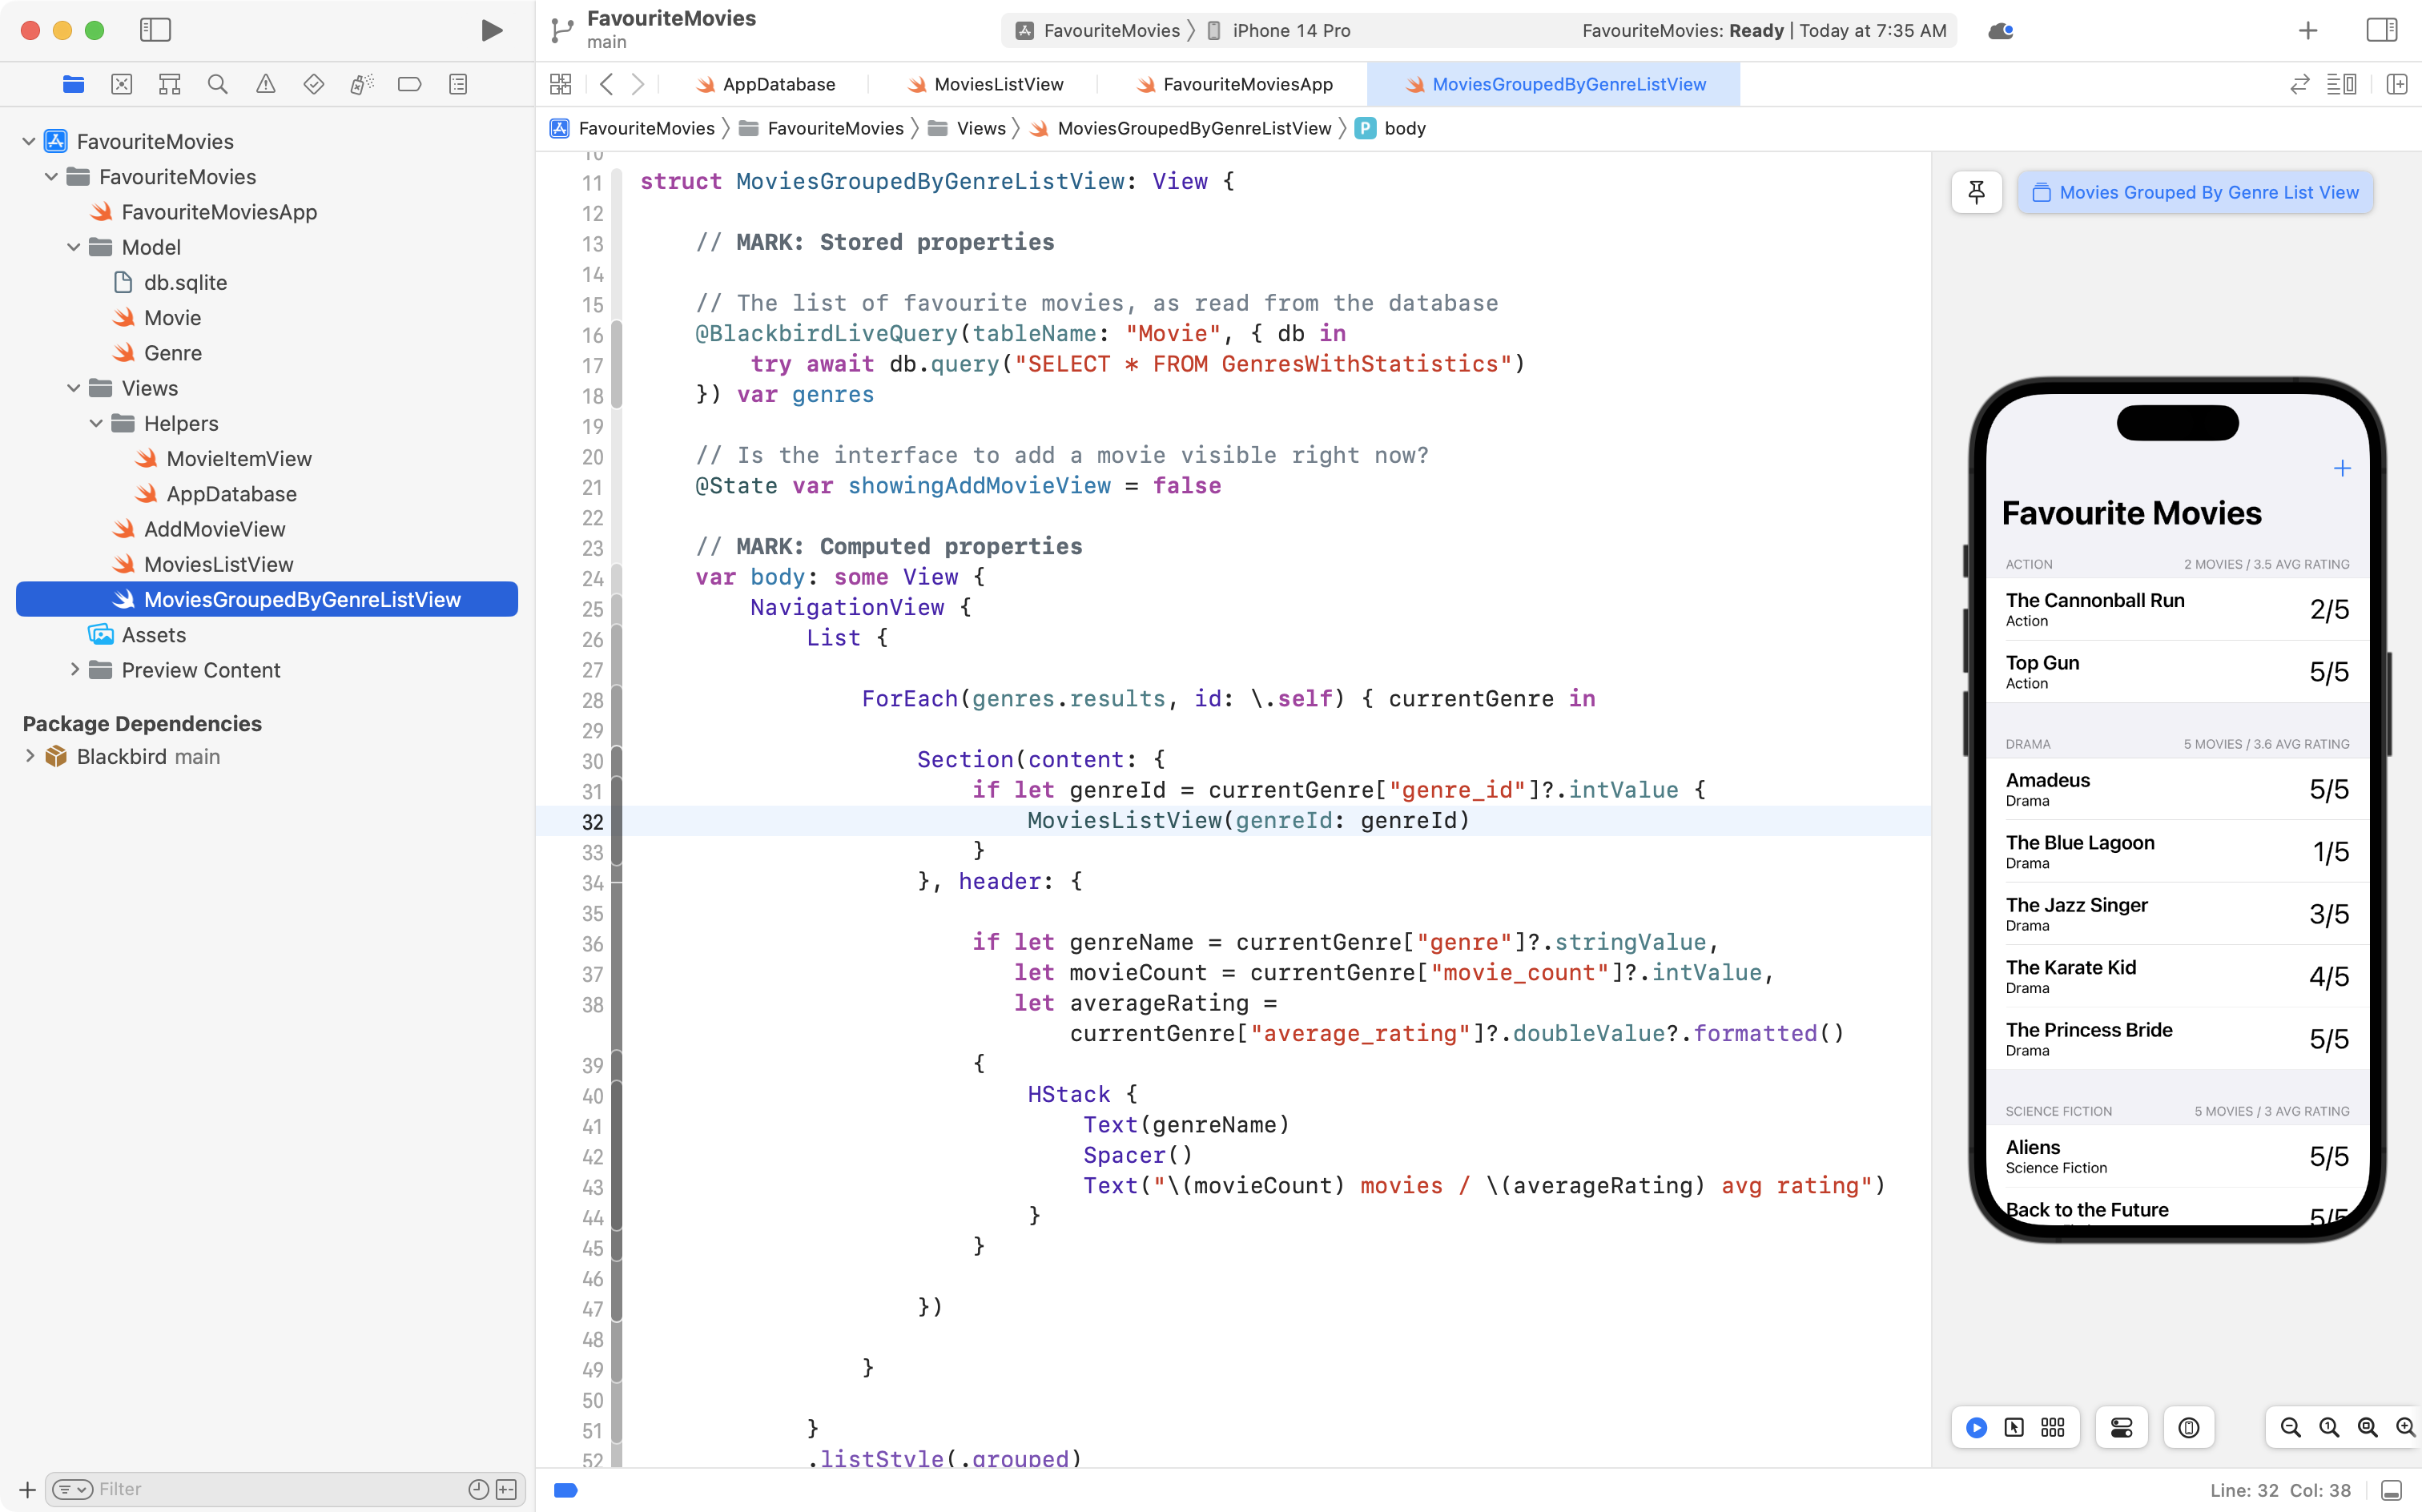 FavouriteMovies
main
FavouriteMovies
iPhone 14 Pro
FavouriteMovies: Ready | Today at 7:35 AM
AppDatabase
MoviesListView
FavouriteMoviesApp
MoviesGroupedByGenreListView
FavouriteMovies
FavouriteMovies
Views
MoviesGroupedByGenreListView
P body
FavouriteMovies
FavouriteMovies
FavouriteMoviesApp
Model
db.sqlite
Movie
Genre
Views
Helpers
MovieItemView
AppDatabase
AddMovieView
MoviesListView
MoviesGroupedByGenreListView
Assets
Preview Content
Package Dependencies
Blackbird main
Filter
10
11 struct MoviesGroupedByGenreListView: View {
12
13 // MARK: Stored properties
14
15 // The list of favourite movies, as read from the database
16 @BlackbirdLiveQuery(tableName: "Movie", { db in
17 try await db.query("SELECT * FROM GenresWithStatistics")
18 }) var genres
19
20 // Is the interface to add a movie visible right now?
21 @State var showingAddMovieView = false
22
23 // MARK: Computed properties
24 var body: some View {
25 NavigationView {
26 List {
27
28 ForEach(genres.results, id: \.self) { currentGenre in
29
30 Section(content: {
31 if let genreId = currentGenre["genre_id"]?.intValue {
32 MoviesListView(genreId: genreId)
33 }
34 }, header: {
35
36 if let genreName = currentGenre["genre"]?.stringValue,
37 let movieCount = currentGenre["movie_count"]?.intValue,
38 let averageRating =
currentGenre["average_rating"]?.doubleValue?.formatted()
39 {
40 HStack {
41 Text(genreName)
42 Spacer()
43 Text("\(movieCount) movies / \(averageRating) avg rating")
44 }
45 }
46
47 })
48
49 }
50
51 }
52 .listStyle(.grouped)
Movies Grouped By Genre List View
Favourite Movies
ACTION 2 MOVIES / 3.5 AVG RATING
The Cannonball Run
Action
2/5
Top Gun
Action
5/5
DRAMA 5 MOVIES / 3.6 AVG RATING
Amadeus
Drama
5/5
The Blue Lagoon
Drama
1/5
The Jazz Singer
Drama
3/5
The Karate Kid
Drama
4/5
The Princess Bride
Drama
5/5
SCIENCE FICTION 5 MOVIES / 3 AVG RATING
Aliens
Science Fiction
5/5
Back to the Future
5/5
Line: 32 Col: 38